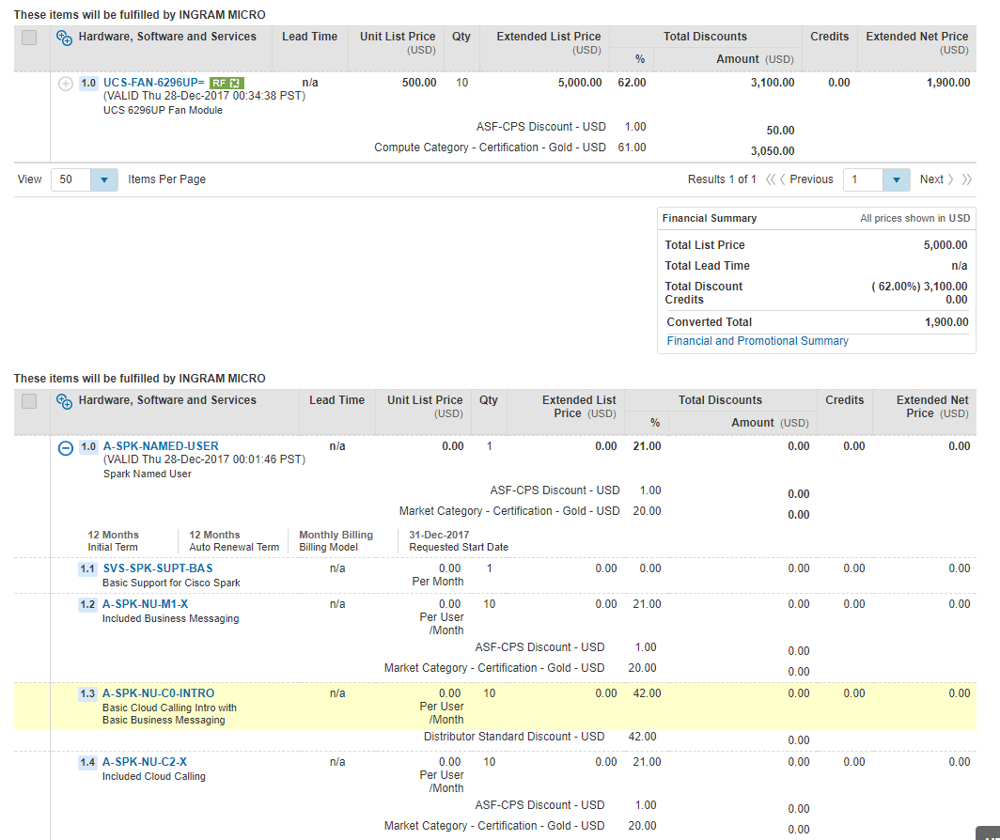 These items will be fulfilled by INGRAM MICRO
Hardware, Software and Services Lead Time Unit List Price (USD) Qty Extended List Price (USD) Total Discounts % Amount (USD) Credits Extended Net Price (USD)
1.0 UCS-FAN-6296UP= RF n/a 500.00 10 5,000.00 62.00 3,100.00 0.00 1,900.00
(VALID Thu 28-Dec-2017 00:34:38 PST)
UCS 6296UP Fan Module
ASF-CPS Discount - USD 1.00 50.00
Compute Category - Certification - Gold - USD 61.00 3,050.00
View 50 Items Per Page Results 1 of 1 Previous 1 Next
Financial Summary All prices shown in USD
Total List Price 5,000.00
Total Lead Time n/a
Total Discount ( 62.00%) 3,100.00
Credits 0.00
Converted Total 1,900.00
Financial and Promotional Summary
These items will be fulfilled by INGRAM MICRO
Hardware, Software and Services Lead Time Unit List Price (USD) Qty Extended List Price (USD) Total Discounts % Amount (USD) Credits Extended Net Price (USD)
1.0 A-SPK-NAMED-USER n/a 0.00 1 0.00 21.00 0.00 0.00 0.00
(VALID Thu 28-Dec-2017 00:01:46 PST)
Spark Named User
ASF-CPS Discount - USD 1.00 0.00
Market Category - Certification - Gold - USD 20.00 0.00
12 Months 12 Months Monthly Billing 31-Dec-2017
Initial Term Auto Renewal Term Billing Model Requested Start Date
1.1 SVS-SPK-SUPT-BAS n/a 0.00 1 0.00 0.00 0.00 0.00 0.00
Basic Support for Cisco Spark Per Month
1.2 A-SPK-NU-M1-X n/a 0.00 10 0.00 21.00 0.00 0.00 0.00
Included Business Messaging Per User
/Month
ASF-CPS Discount - USD 1.00 0.00
Market Category - Certification - Gold - USD 20.00 0.00
1.3 A-SPK-NU-C0-INTRO n/a 0.00 10 0.00 42.00 0.00 0.00 0.00
Basic Cloud Calling Intro with Per User
Basic Business Messaging /Month
Distributor Standard Discount - USD 42.00 0.00
1.4 A-SPK-NU-C2-X n/a 0.00 10 0.00 21.00 0.00 0.00 0.00
Included Cloud Calling Per User
/Month
ASF-CPS Discount - USD 1.00 0.00
Market Category - Certification - Gold - USD 20.00 0.00